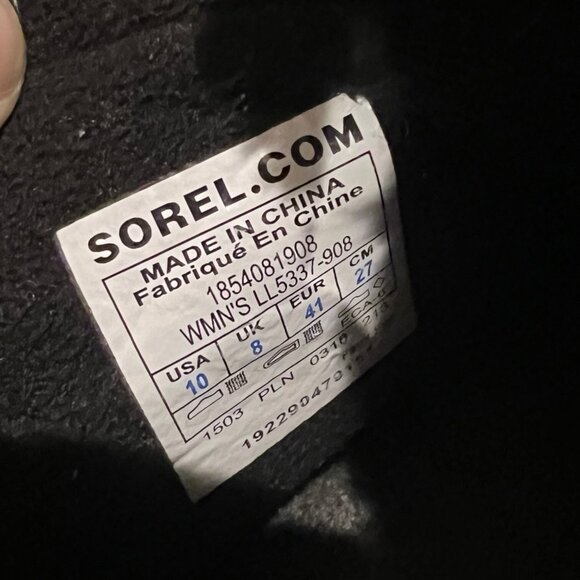 SOREL.COM
MADE IN CHINA
Fabriqué En Chine
1854081908
WMN'S LL5337-908
USA UK EUR CM
10 8 41 27
1503 PLN 0318